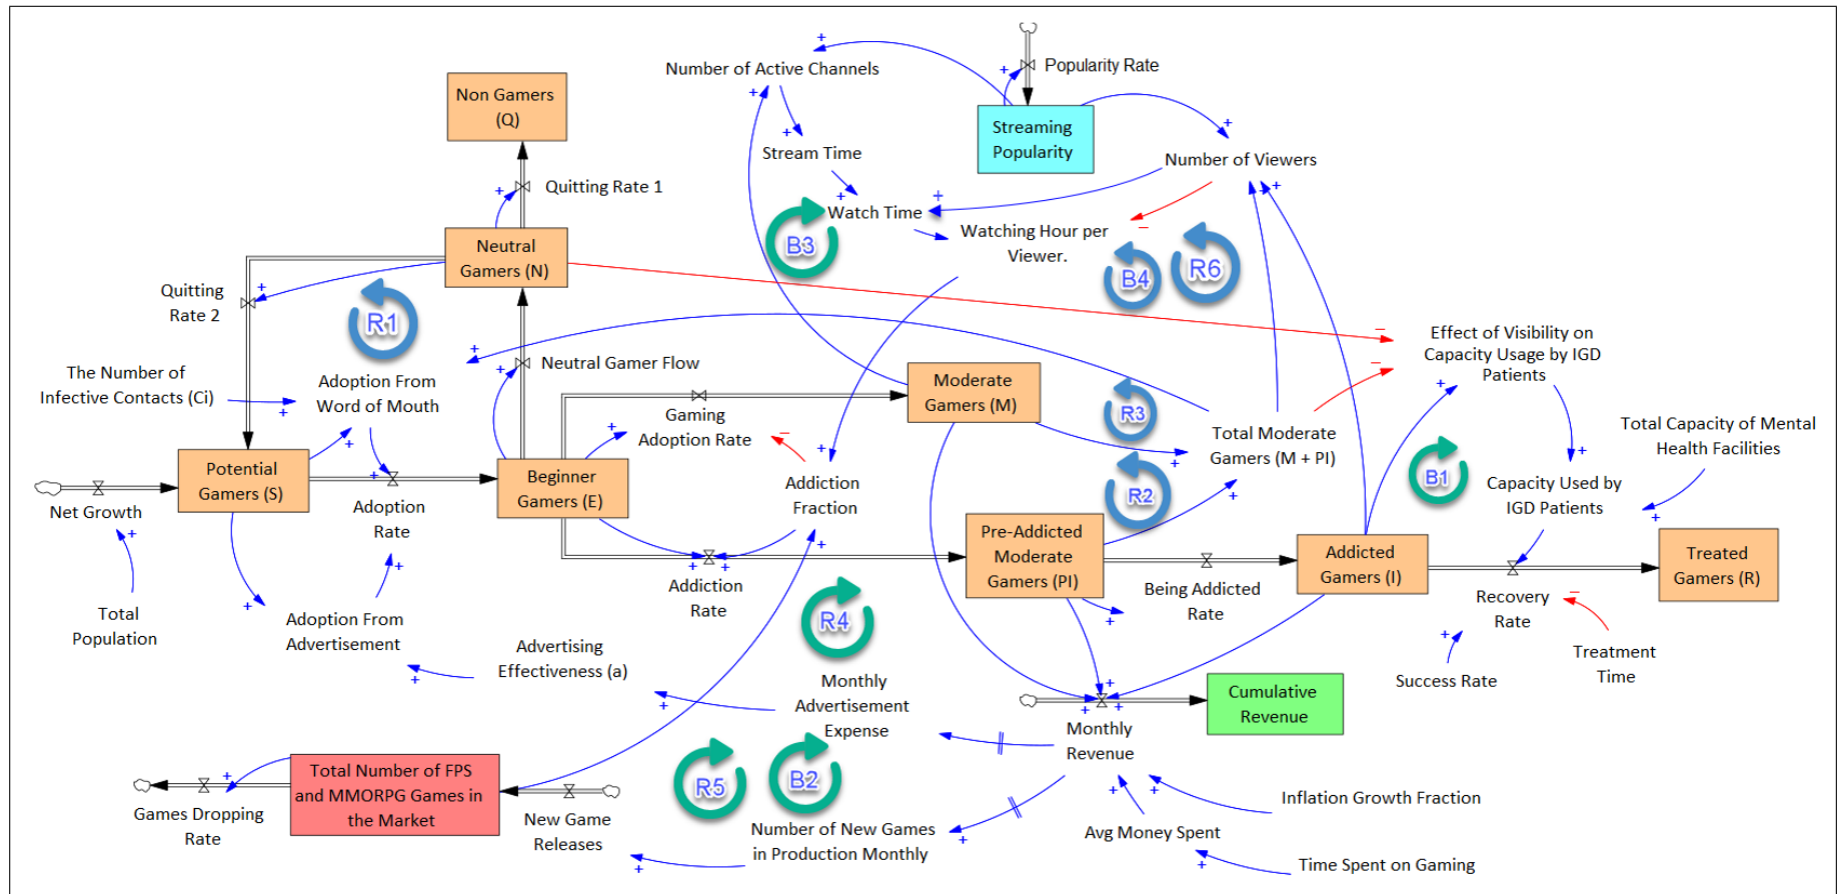 Number of Active Channels
Popularity Rate
Non Gamers
(Q)
Streaming
Popularity
Stream Time
Number of Viewers
Quitting Rate 1
Watch Time
B3
Watching Hour per
Viewer.
B4
R6
Neutral
Gamers (N)
Quitting
Rate 2
R1
Effect of Visibility on
Capacity Usage by IGD
Patients
The Number of
Infective Contacts (Ci)
Adoption From
Word of Mouth
Neutral Gamer Flow
Moderate
Gamers (M)
Gaming
Adoption Rate
R3
Total Moderate
Gamers (M + PI)
Total Capacity of Mental
Health Facilities
Potential
Gamers (S)
Beginner
Gamers (E)
Addiction
Fraction
R2
B1
Capacity Used by
IGD Patients
Net Growth
Adoption
Rate
Pre-Addicted
Moderate
Gamers (PI)
Addicted
Gamers (I)
Treated
Gamers (R)
Addiction
Rate
Being Addicted
Rate
Recovery
Rate
Total
Population
Adoption From
Advertisement
R4
Advertising
Effectiveness (a)
Treatment
Time
Success Rate
Monthly
Advertisement
Expense
Cumulative
Revenue
Monthly
Revenue
Total Number of FPS
and MMORPG Games in
the Market
R5
B2
Games Dropping
Rate
New Game
Releases
Number of New Games
in Production Monthly
Inflation Growth Fraction
Avg Money Spent
Time Spent on Gaming